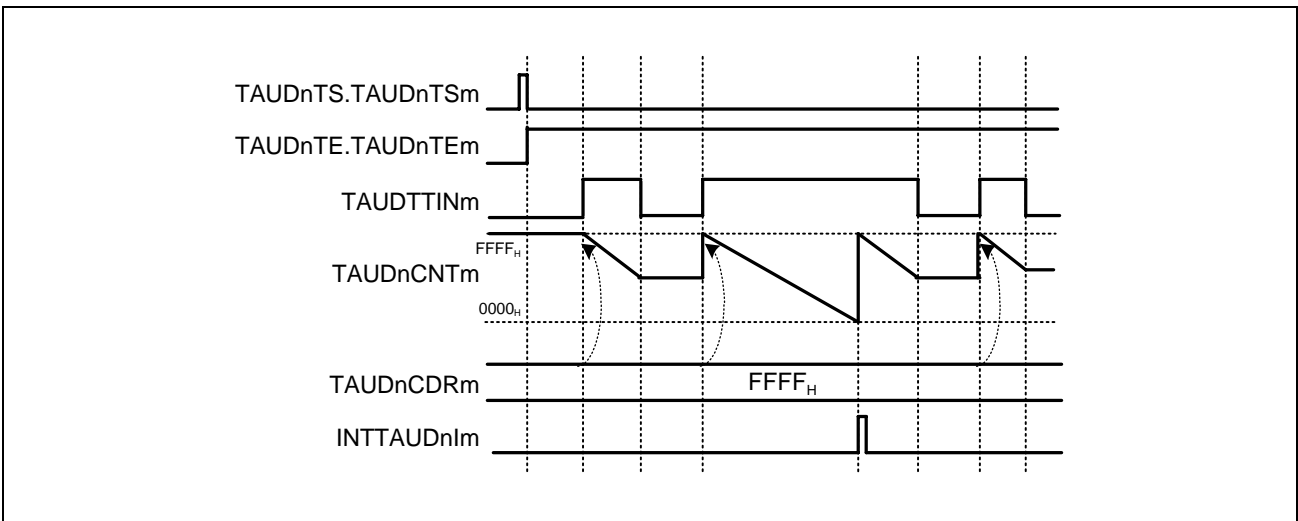 TAUDnTS.TAUDnTSm
TAUDnTE.TAUDnTEm
TAUDTTINm
FFFFH
TAUDnCNTm
0000H
TAUDnCDRm
FFFFH
INTTAUDnIm